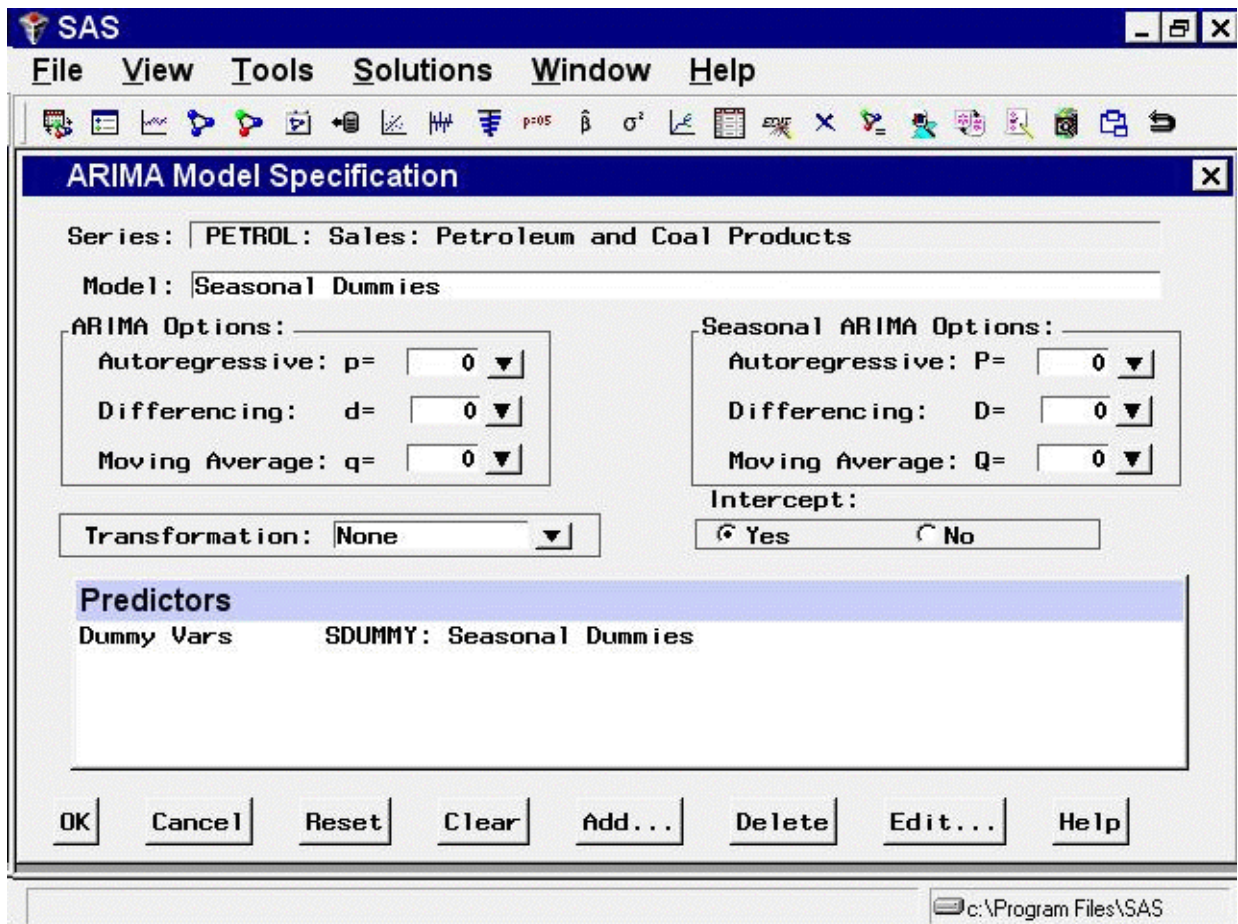 SAS
File View Tools Solutions Window Help
p=05 β̂ σ²
ARIMA Model Specification
Series: PETROL: Sales: Petroleum and Coal Products
Model: Seasonal Dummies
ARIMA Options:
Autoregressive: p= 0
Differencing: d= 0
Moving Average: q= 0
Seasonal ARIMA Options:
Autoregressive: P= 0
Differencing: D= 0
Moving Average: Q= 0
Transformation: None
Intercept:
Yes No
Predictors
Dummy Vars SDUMMY: Seasonal Dummies
OK Cancel Reset Clear Add... Delete Edit... Help
c:\Program Files\SAS